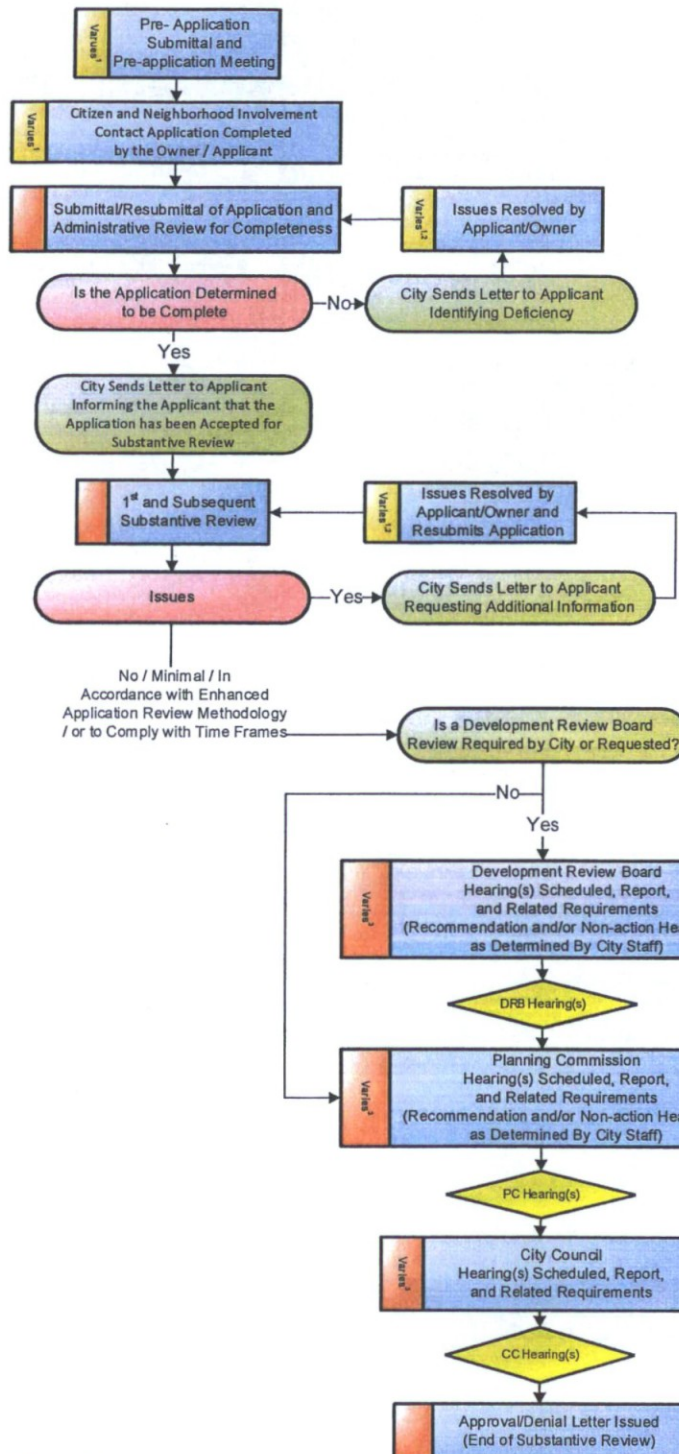 Pre- Application
Submittal and
Pre-application Meeting
Varues¹
Citizen and Neighborhood Involvement
Contact Application Completed
by the Owner / Applicant
Varues¹
Submittal/Resubmittal of Application and
Administrative Review for Completeness
Issues Resolved by
Applicant/Owner
Varies¹,²
Is the Application Determined
to be Complete
No
City Sends Letter to Applicant
Identifying Deficiency
Yes
City Sends Letter to Applicant
Informing the Applicant that the
Application has been Accepted for
Substantive Review
1st and Subsequent
Substantive Review
Issues Resolved by
Applicant/Owner and
Resubmits Application
Varies¹,²
Issues
Yes
City Sends Letter to Applicant
Requesting Additional Information
No / Minimal / In
Accordance with Enhanced
Application Review Methodology
/ or to Comply with Time Frames
Is a Development Review Board
Review Required by City or Requested?
No
Yes
Development Review Board
Hearing(s) Scheduled, Report,
and Related Requirements
(Recommendation and/or Non-action He
as Determined By City Staff)
Varies³
DRB Hearing(s)
Planning Commission
Hearing(s) Scheduled, Report,
and Related Requirements
(Recommendation and/or Non-action Hea
as Determined By City Staff)
Varies³
PC Hearing(s)
City Council
Hearing(s) Scheduled, Report,
and Related Requirements
Varies³
CC Hearing(s)
Approval/Denial Letter Issued
(End of Substantive Review)